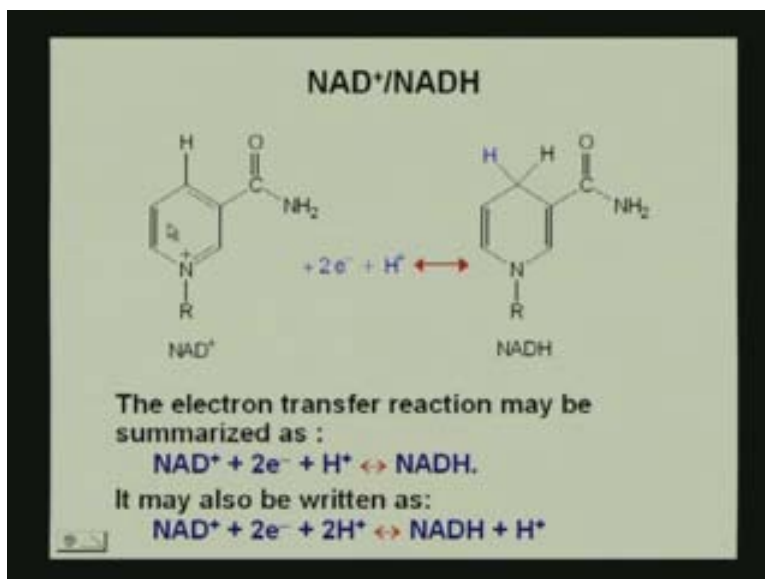 NAD⁺/NADH
H O
C
NH₂
N⁺
R
NAD⁺
+ 2 e⁻ + H⁺ ↔
H H O
C
NH₂
N
R
NADH
The electron transfer reaction may be
summarized as :
NAD⁺ + 2e⁻ + H⁺ ↔ NADH.
It may also be written as:
NAD⁺ + 2e⁻ + 2H⁺ ↔ NADH + H⁺